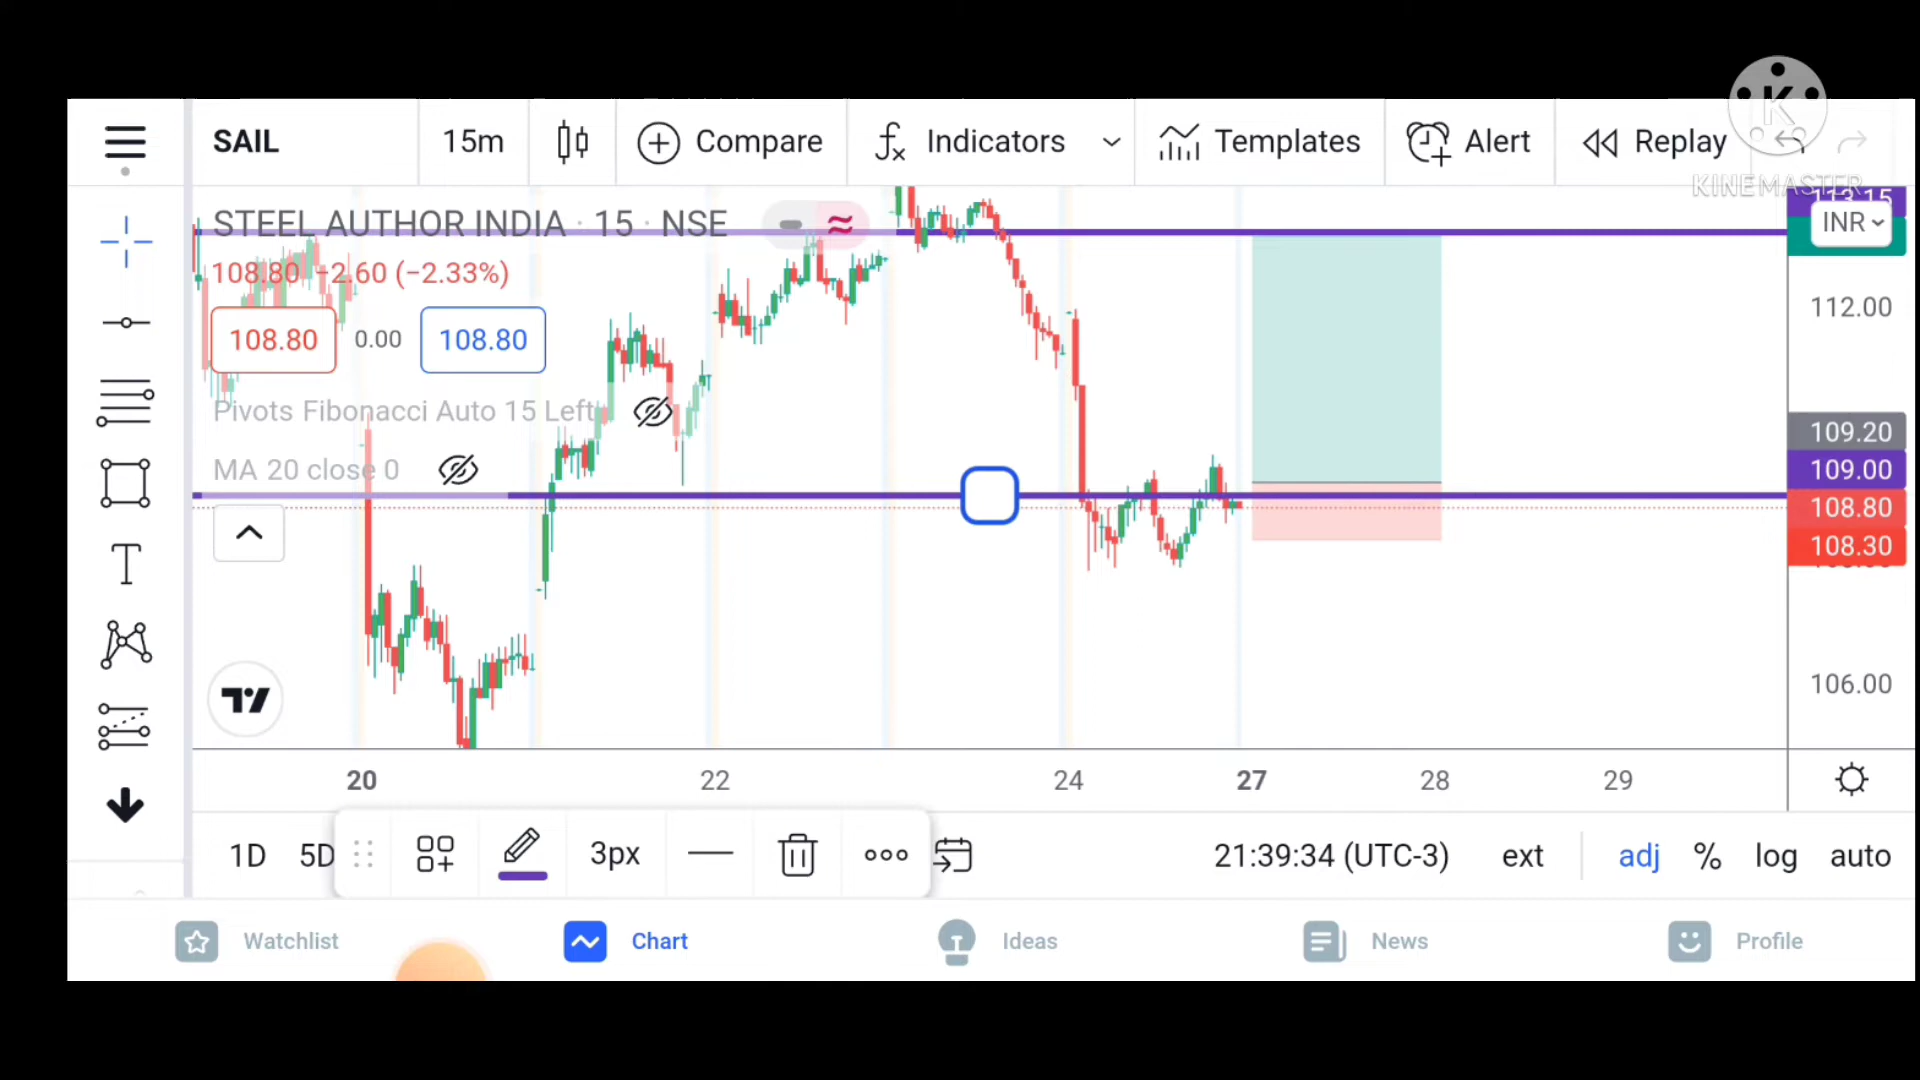 SAIL 15m Compare Indicators Templates Alert Replay
K
KINEMASTER
STEEL AUTHOR INDIA · 15 · NSE
113.15
INR
108.80 −2.60 (−2.33%)
112.00
108.80 0.00 108.80
Pivots Fibonacci Auto 15 Left
109.20
MA 20 close 0
109.00
108.80
108.30
T
106.00
20 22 24 27 28 29
1D 5D 3px 21:39:34 (UTC-3) ext adj % log auto
Watchlist Chart Ideas News Profile